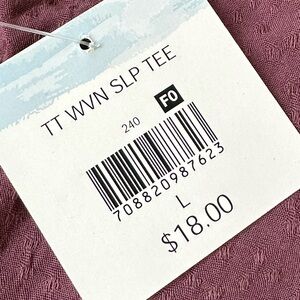 TT WVN SLP TEE
240 F0
708820987623
L
$18.00